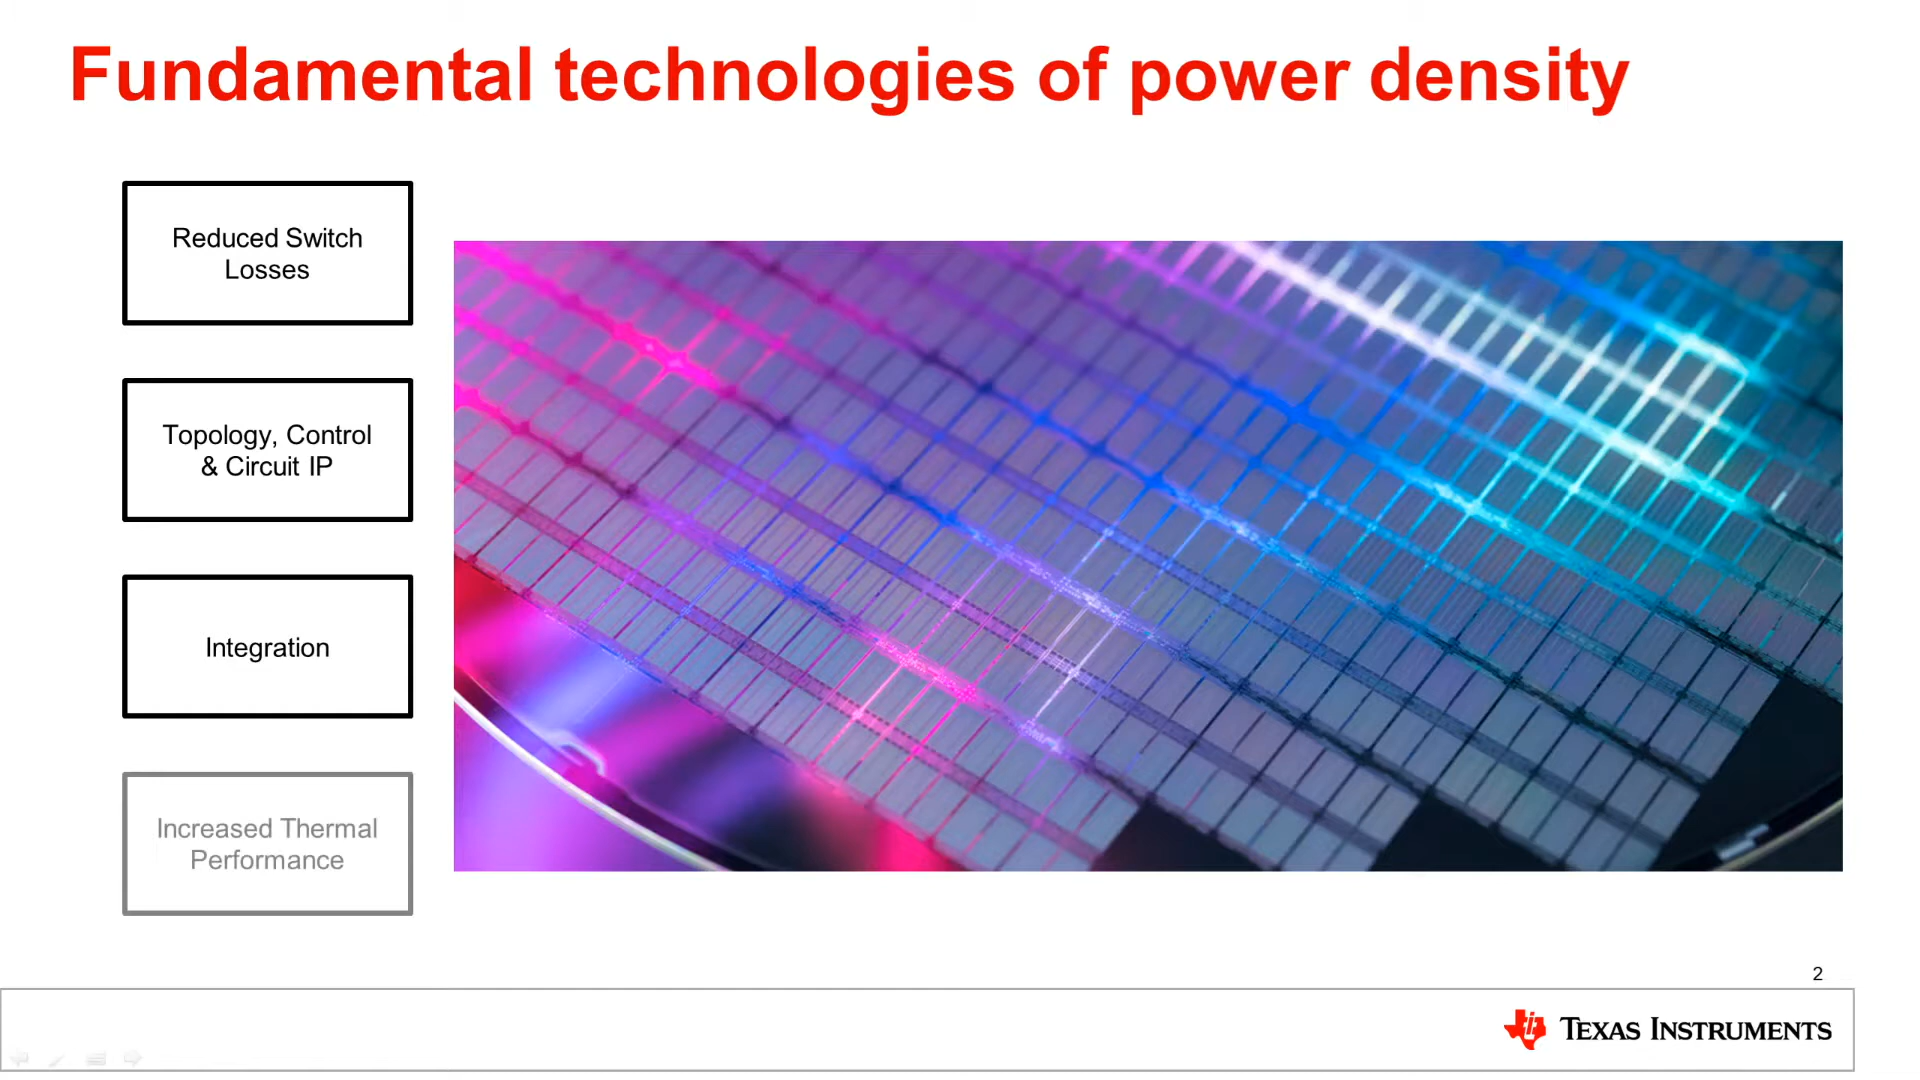 Fundamental technologies of power density
Reduced Switch
Losses
Topology, Control
& Circuit IP
Integration
Increased Thermal
Performance
2
TEXAS INSTRUMENTS